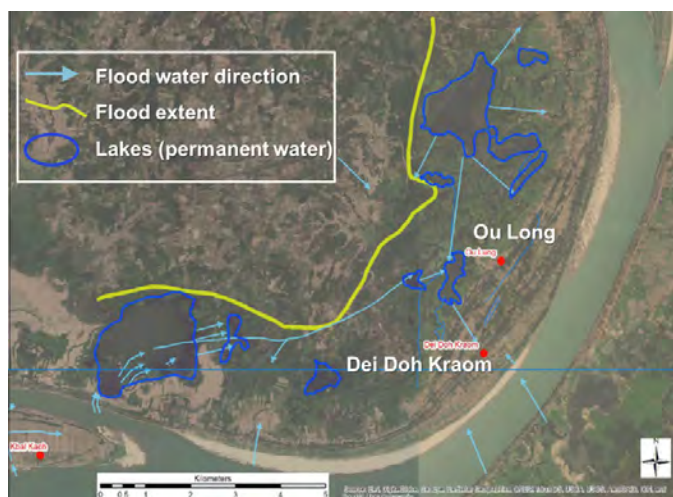 Flood water direction
Flood extent
Lakes (permanent water)
Ou Long
Ou Long
Dei Doh Kraom
Dei Doh Kraom
Kbal Kaoh
N
Kilometers
0 0.5 1 2 3 4 5